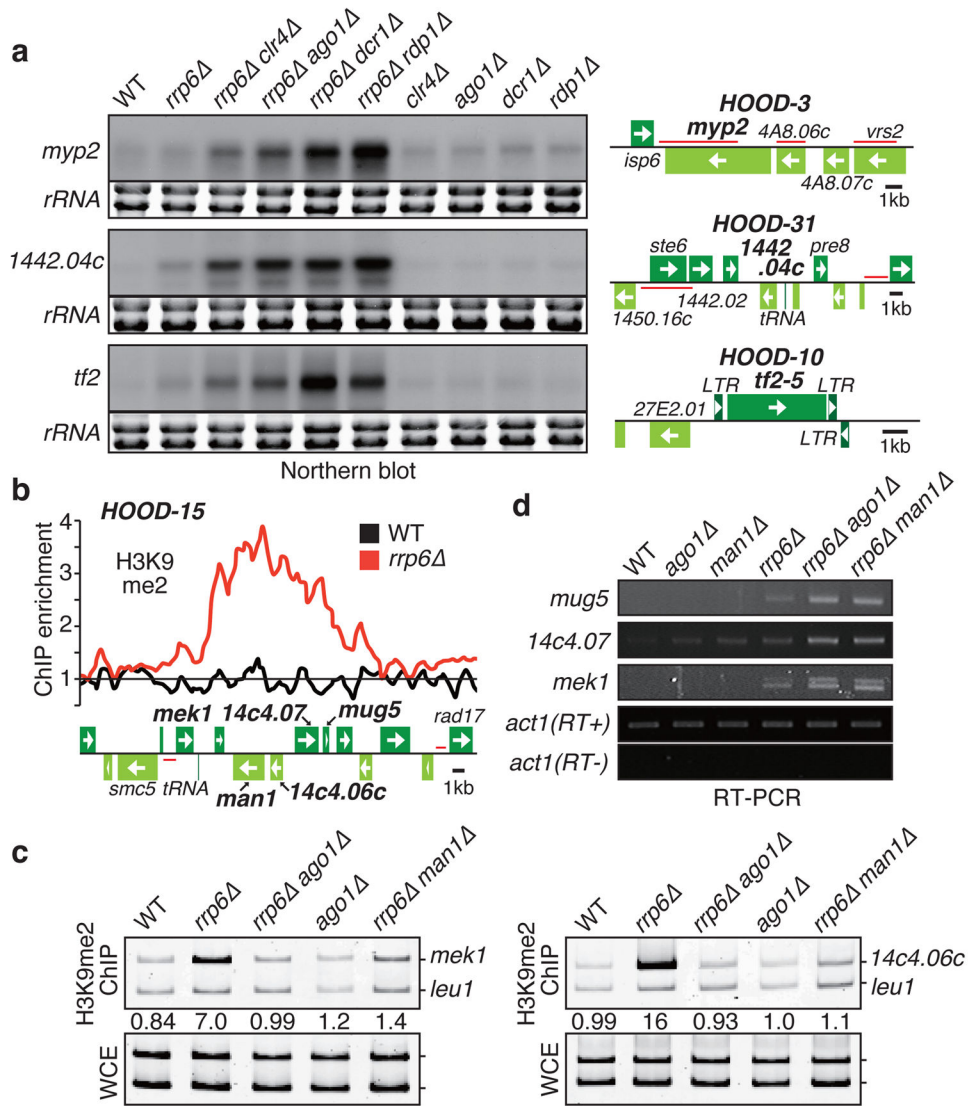 a
WT
rrp6Δ
rrp6Δ clr4Δ
rrp6Δ ago1Δ
rrp6Δ dcr1Δ
rrp6Δ rdp1Δ
clr4Δ
ago1Δ
dcr1Δ
rdp1Δ
myp2
rRNA
1442.04c
rRNA
tf2
rRNA
Northern blot
HOOD-3
myp2 4A8.06c vrs2
isp6
4A8.07c
1kb
HOOD-31
ste6 1442 pre8
.04c
1442.02
1450.16c tRNA
1kb
HOOD-10
LTR tf2-5 LTR
27E2.01
LTR
1kb
b
HOOD-15
H3K9
me2
WT
rrp6Δ
ChIP enrichment
4
3
2
1
mek1 14c4.07 mug5 rad17
smc5 tRNA man1 14c4.06c
1kb
c
WT
rrp6Δ
rrp6Δ ago1Δ
ago1Δ
rrp6Δ man1Δ
H3K9me2
ChIP
mek1
leu1
0.84 7.0 0.99 1.2 1.4
WCE
WT
rrp6Δ
rrp6Δ ago1Δ
ago1Δ
rrp6Δ man1Δ
H3K9me2
ChIP
14c4.06c
leu1
0.99 16 0.93 1.0 1.1
WCE
d
WT
ago1Δ
man1Δ
rrp6Δ
rrp6Δ ago1Δ
rrp6Δ man1Δ
mug5
14c4.07
mek1
act1(RT+)
act1(RT-)
RT-PCR